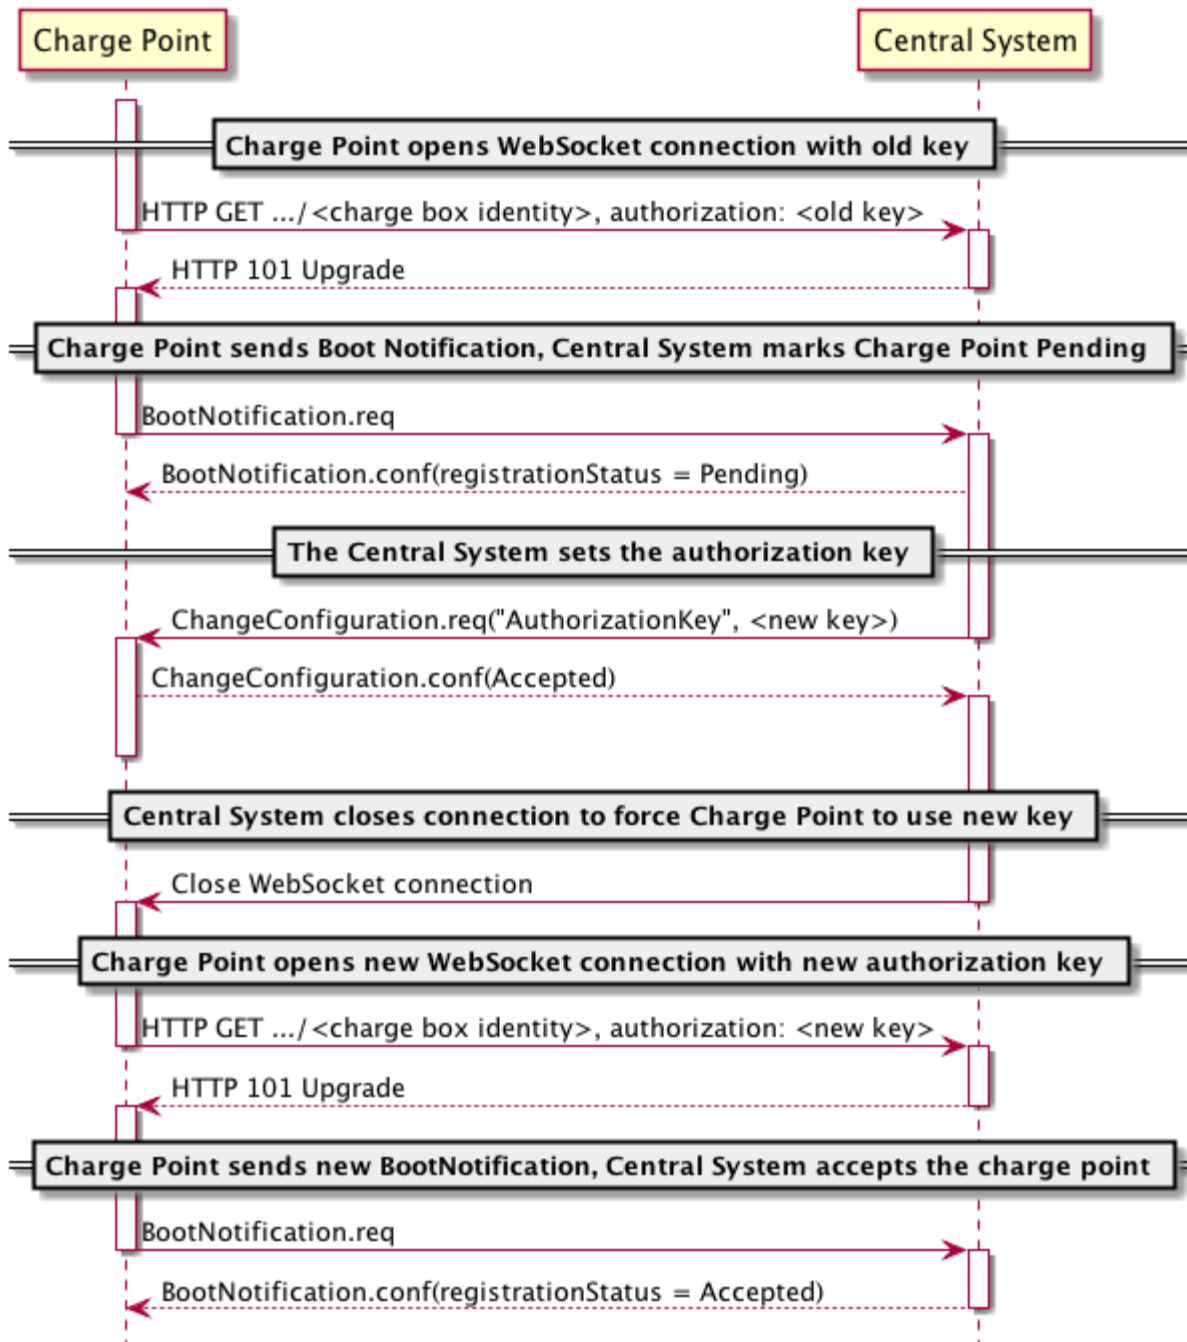 Charge Point
Central System
Charge Point opens WebSocket connection with old key
HTTP GET .../<charge box identity>, authorization: <old key>
HTTP 101 Upgrade
Charge Point sends Boot Notification, Central System marks Charge Point Pending
BootNotification.req
BootNotification.conf(registrationStatus = Pending)
The Central System sets the authorization key
ChangeConfiguration.req("AuthorizationKey", <new key>)
ChangeConfiguration.conf(Accepted)
Central System closes connection to force Charge Point to use new key
Close WebSocket connection
Charge Point opens new WebSocket connection with new authorization key
HTTP GET .../<charge box identity>, authorization: <new key>
HTTP 101 Upgrade
Charge Point sends new BootNotification, Central System accepts the charge point
BootNotification.req
BootNotification.conf(registrationStatus = Accepted)